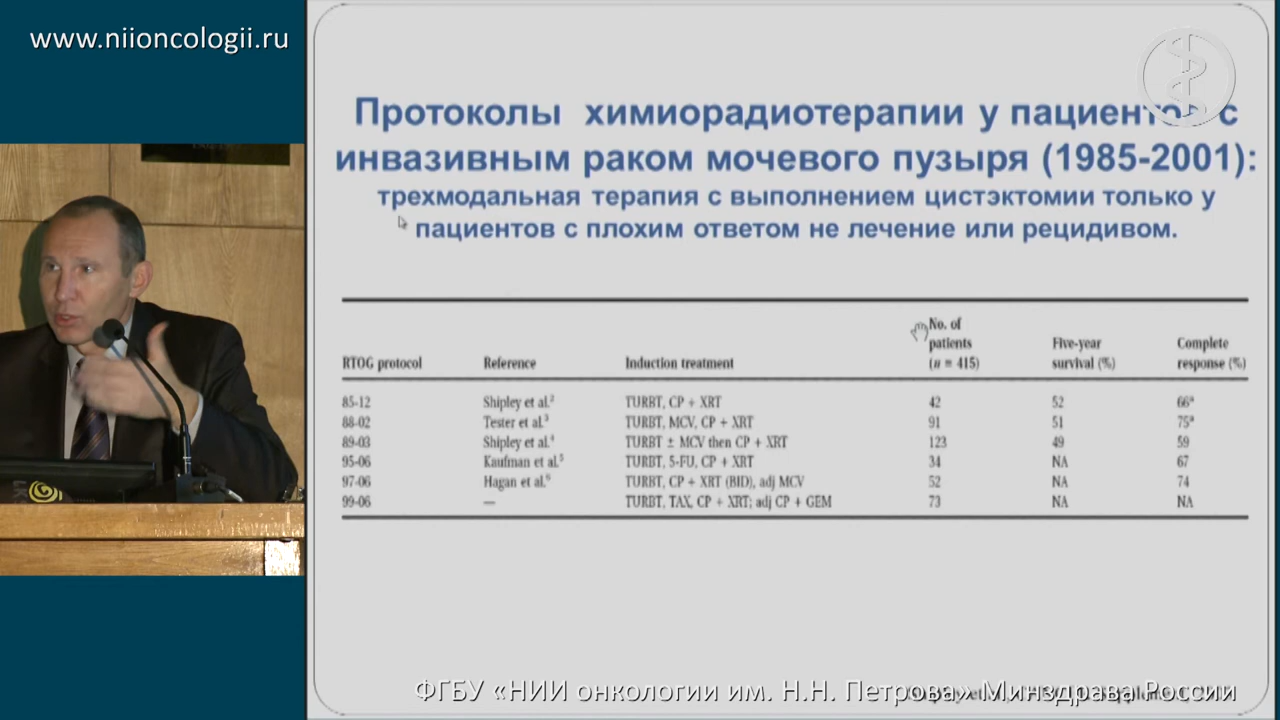 www.niioncologii.ru
Протоколы химиорадиотерапии у пациентов с
инвазивным раком мочевого пузыря (1985-2001):
трехмодальная терапия с выполнением цистэктомии только у
пациентов с плохим ответом не лечение или рецидивом.
RTOG protocol Reference Induction treatment No. of patients (n = 415) Five-year survival (%) Complete response (%)
85-12 Shipley et al.2 TURBT, CP + XRT 42 52 66a
88-02 Tester et al.3 TURBT, MCV, CP + XRT 91 51 75a
89-03 Shipley et al.4 TURBT ± MCV then CP + XRT 123 49 59
95-06 Kaufman et al.5 TURBT, 5-FU, CP + XRT 34 NA 67
97-06 Hagan et al.6 TURBT, CP + XRT (BID), adj MCV 52 NA 74
99-06 — TURBT, TAX, CP + XRT; adj CP + GEM 73 NA NA
ФГБУ «НИИ онкологии им. Н.Н. Петрова» Минздрава России